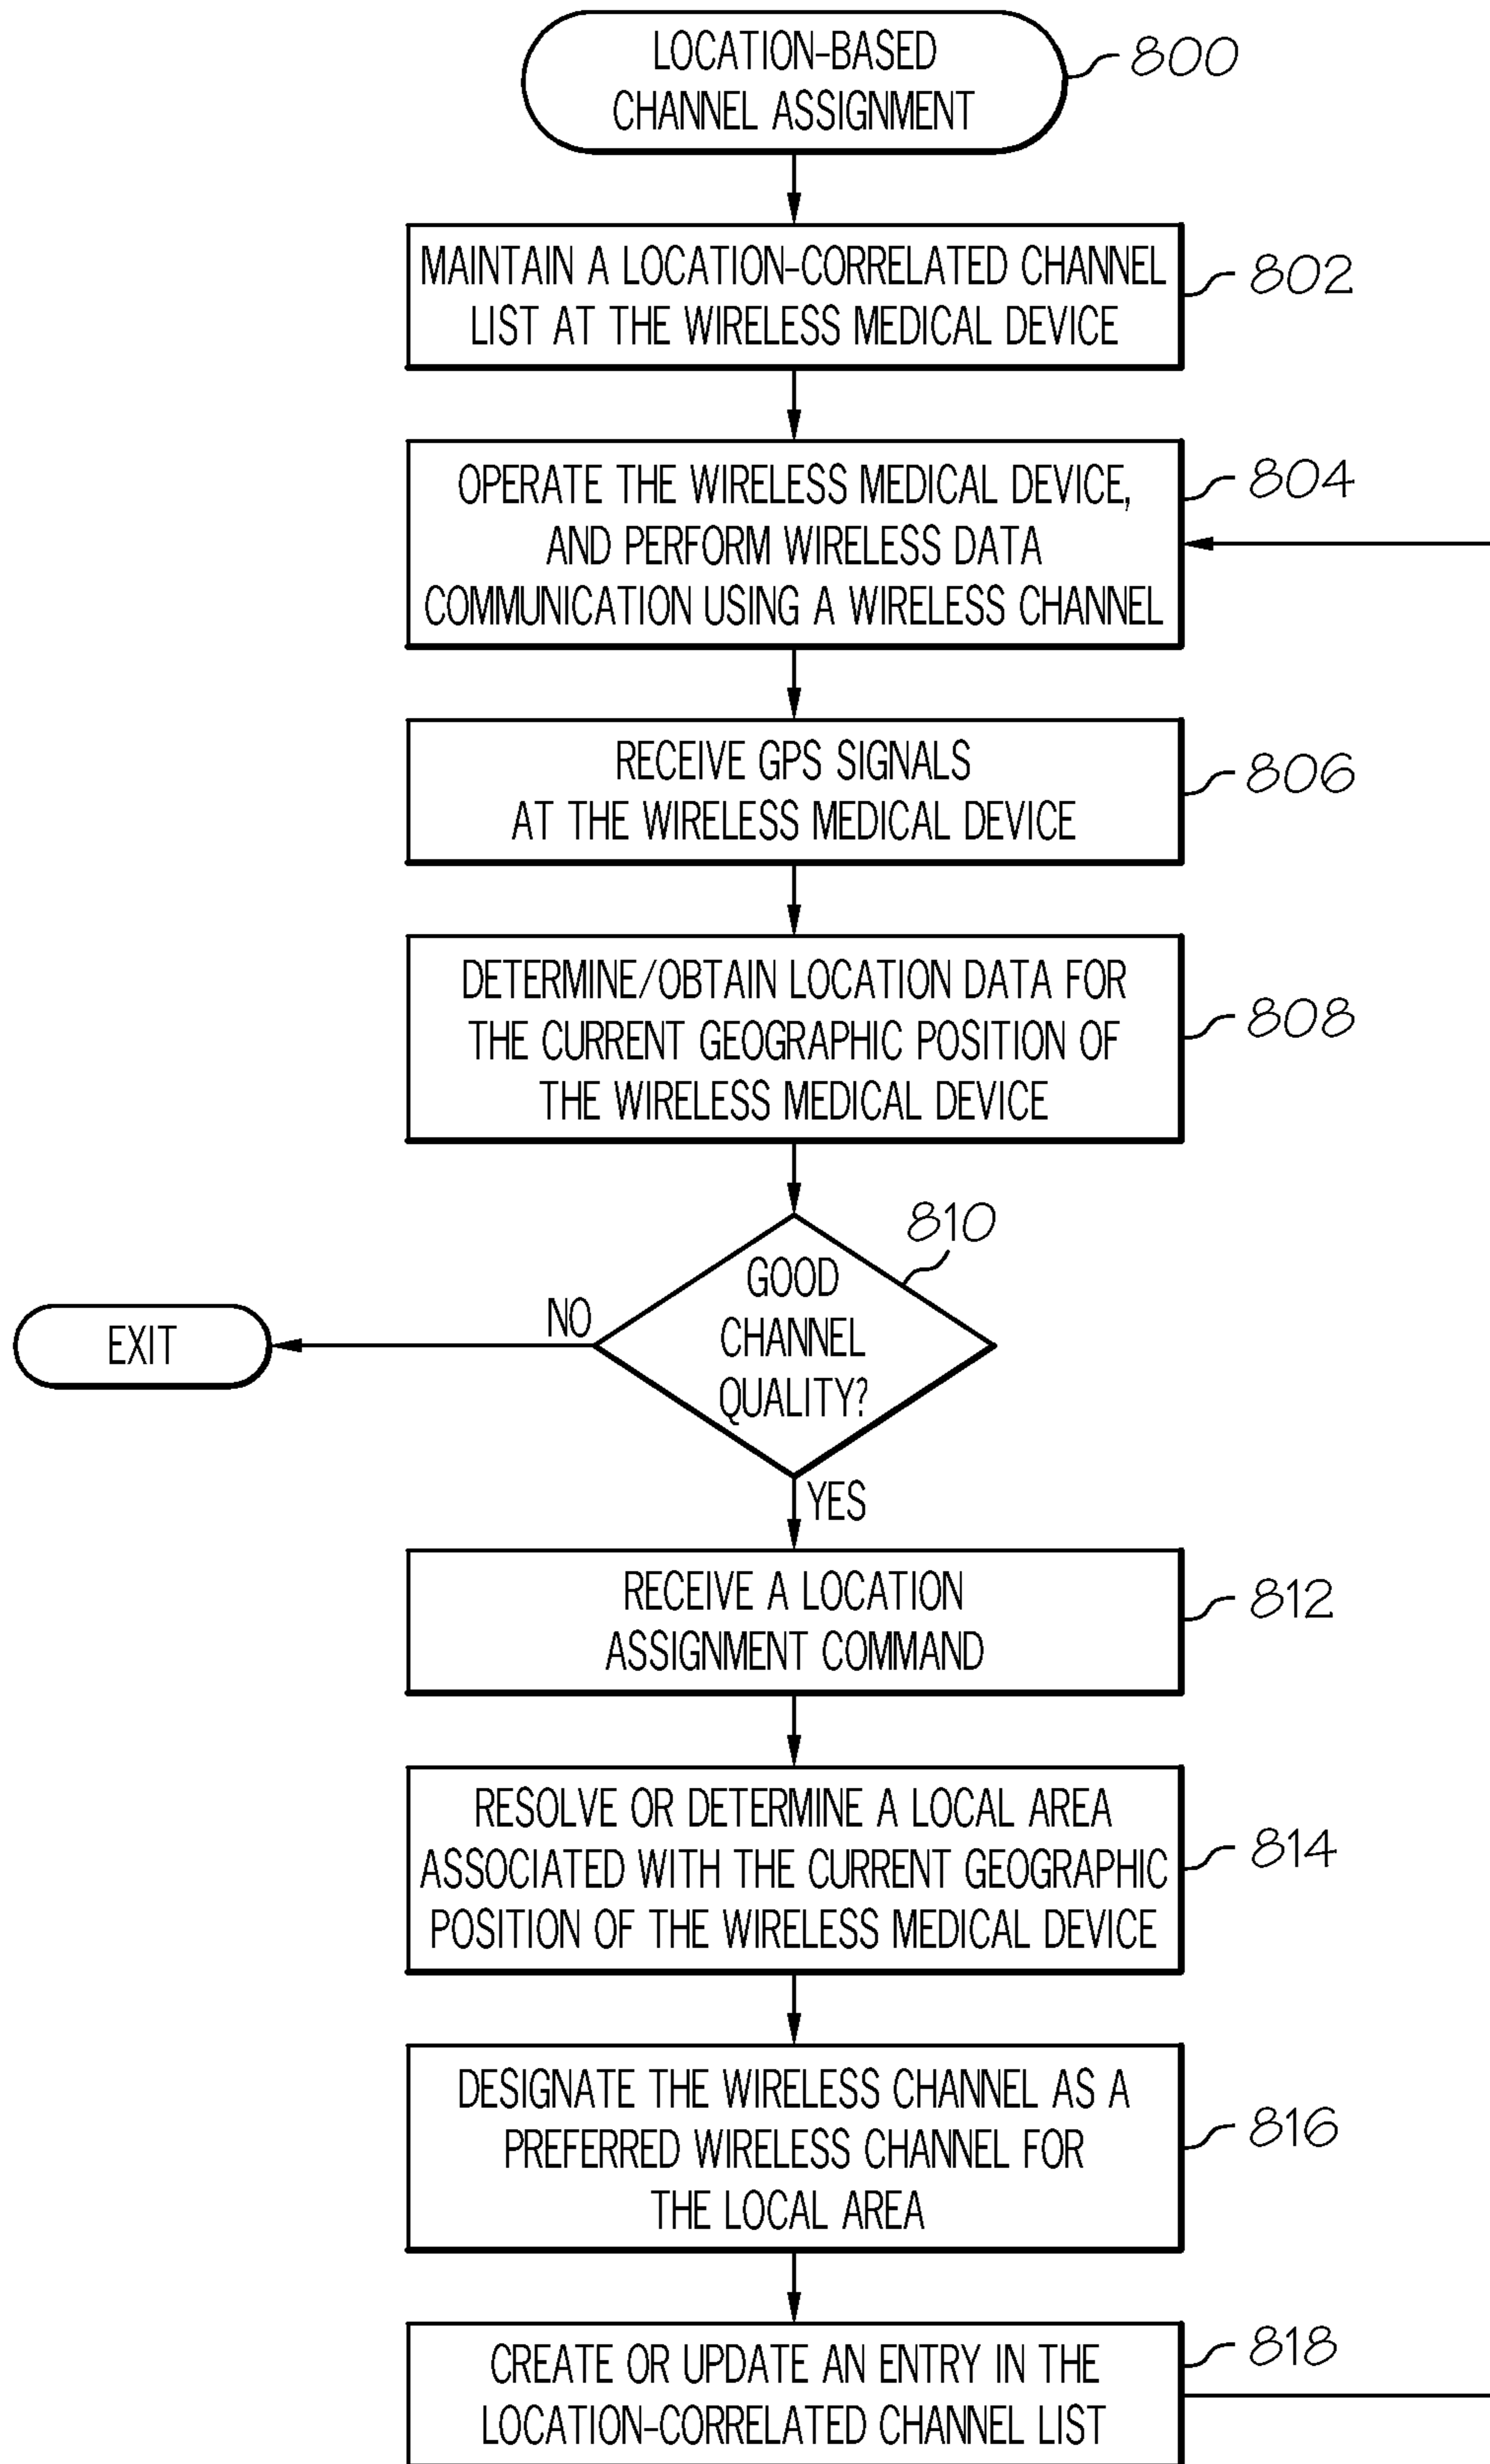 LOCATION-BASED
CHANNEL ASSIGNMENT
800
MAINTAIN A LOCATION-CORRELATED CHANNEL
LIST AT THE WIRELESS MEDICAL DEVICE
802
OPERATE THE WIRELESS MEDICAL DEVICE,
AND PERFORM WIRELESS DATA
COMMUNICATION USING A WIRELESS CHANNEL
804
RECEIVE GPS SIGNALS
AT THE WIRELESS MEDICAL DEVICE
806
DETERMINE/OBTAIN LOCATION DATA FOR
THE CURRENT GEOGRAPHIC POSITION OF
THE WIRELESS MEDICAL DEVICE
808
810
GOOD
CHANNEL
QUALITY?
NO
EXIT
YES
RECEIVE A LOCATION
ASSIGNMENT COMMAND
812
RESOLVE OR DETERMINE A LOCAL AREA
ASSOCIATED WITH THE CURRENT GEOGRAPHIC
POSITION OF THE WIRELESS MEDICAL DEVICE
814
DESIGNATE THE WIRELESS CHANNEL AS A
PREFERRED WIRELESS CHANNEL FOR
THE LOCAL AREA
816
CREATE OR UPDATE AN ENTRY IN THE
LOCATION-CORRELATED CHANNEL LIST
818